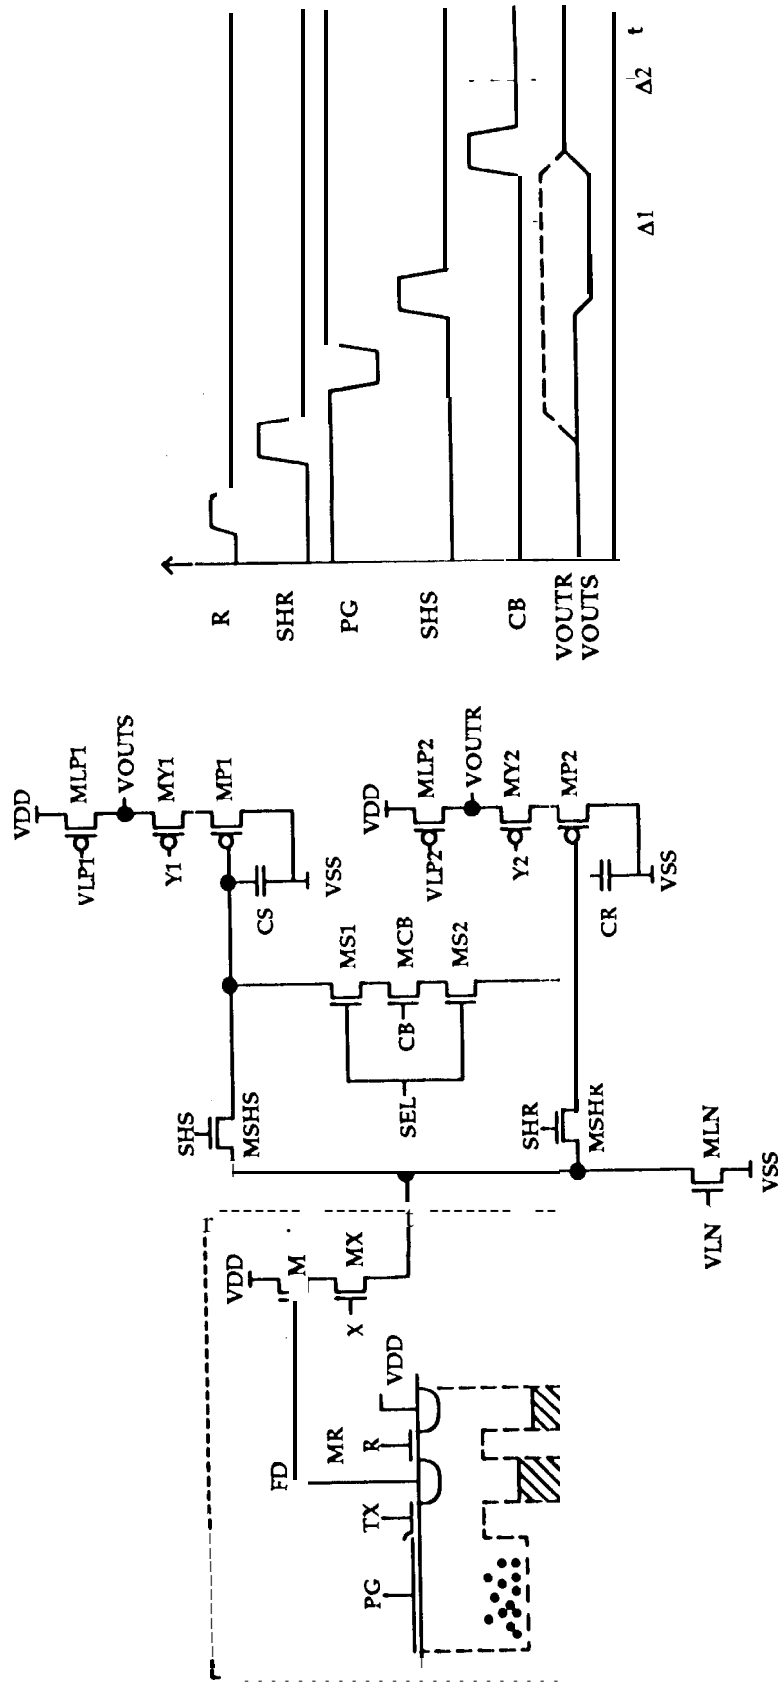 PG
TX
R
VDD
FD
MR
VDD
M
X
MX
SHS
MSHS
SHR
MSHR
VLN
MLN
VSS
SEL
MS1
CB
MCB
MS2
CS
VSS
VDD
VLP1
MLP1
VOUTS
Y1
MY1
MP1
CR
VSS
VDD
VLP2
MLP2
VOUTR
Y2
MY2
MP2
R
SHR
PG
SHS
CB
VOUTR
VOUTS
Δ1
Δ2
t